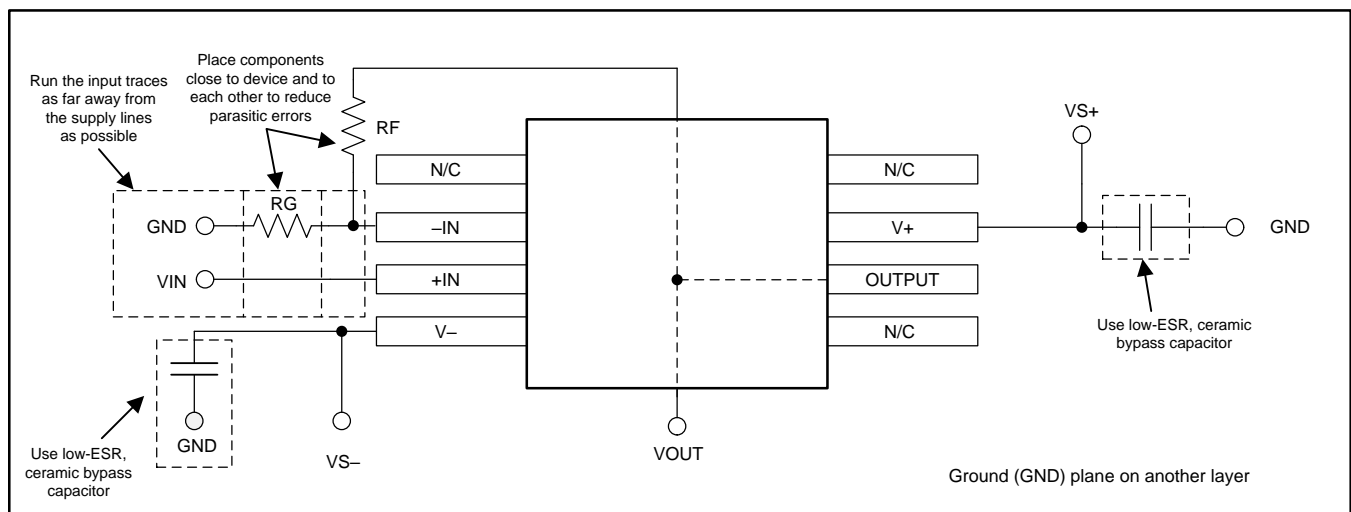 Place components
close to device and to
each other to reduce
parasitic errors
Run the input traces
as far away from
the supply lines
as possible
RF
VS+
N/C
N/C
RG
GND
–IN
V+
GND
VIN
+IN
OUTPUT
V–
N/C
Use low-ESR, ceramic
bypass capacitor
GND
Use low-ESR,
ceramic bypass
capacitor
VS–
VOUT
Ground (GND) plane on another layer